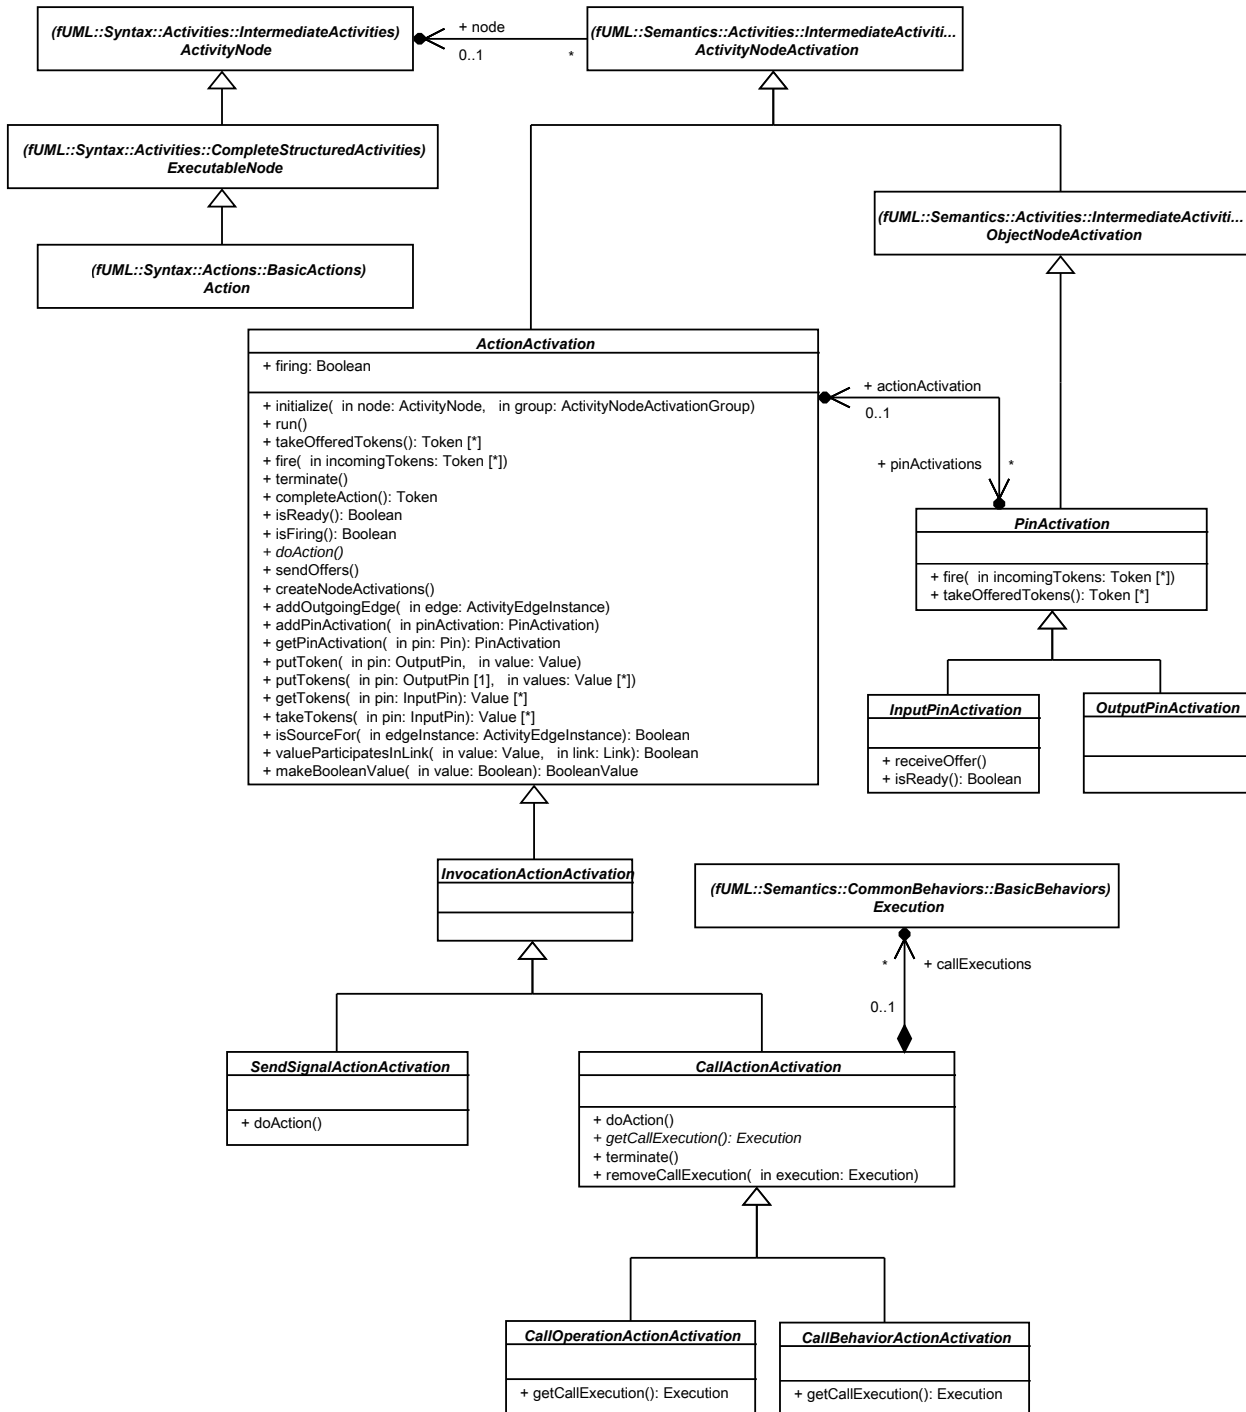 (fUML::Syntax::Activities::IntermediateActivities)
ActivityNode
+ node
0..1
*
(fUML::Semantics::Activities::IntermediateActiviti...
ActivityNodeActivation
(fUML::Syntax::Activities::CompleteStructuredActivities)
ExecutableNode
(fUML::Semantics::Activities::IntermediateActiviti...
ObjectNodeActivation
(fUML::Syntax::Actions::BasicActions)
Action
ActionActivation
+ firing: Boolean
+ initialize( in node: ActivityNode, in group: ActivityNodeActivationGroup)
+ run()
+ takeOfferedTokens(): Token [*]
+ fire( in incomingTokens: Token [*])
+ terminate()
+ completeAction(): Token
+ isReady(): Boolean
+ isFiring(): Boolean
+ doAction()
+ sendOffers()
+ createNodeActivations()
+ addOutgoingEdge( in edge: ActivityEdgeInstance)
+ addPinActivation( in pinActivation: PinActivation)
+ getPinActivation( in pin: Pin): PinActivation
+ putToken( in pin: OutputPin, in value: Value)
+ putTokens( in pin: OutputPin [1], in values: Value [*])
+ getTokens( in pin: InputPin): Value [*]
+ takeTokens( in pin: InputPin): Value [*]
+ isSourceFor( in edgeInstance: ActivityEdgeInstance): Boolean
+ valueParticipatesInLink( in value: Value, in link: Link): Boolean
+ makeBooleanValue( in value: Boolean): BooleanValue
+ actionActivation
0..1
+ pinActivations
*
PinActivation
+ fire( in incomingTokens: Token [*])
+ takeOfferedTokens(): Token [*]
InputPinActivation
+ receiveOffer()
+ isReady(): Boolean
OutputPinActivation
InvocationActionActivation
(fUML::Semantics::CommonBehaviors::BasicBehaviors)
Execution
*
+ callExecutions
0..1
SendSignalActionActivation
+ doAction()
CallActionActivation
+ doAction()
+ getCallExecution(): Execution
+ terminate()
+ removeCallExecution( in execution: Execution)
CallOperationActionActivation
+ getCallExecution(): Execution
CallBehaviorActionActivation
+ getCallExecution(): Execution